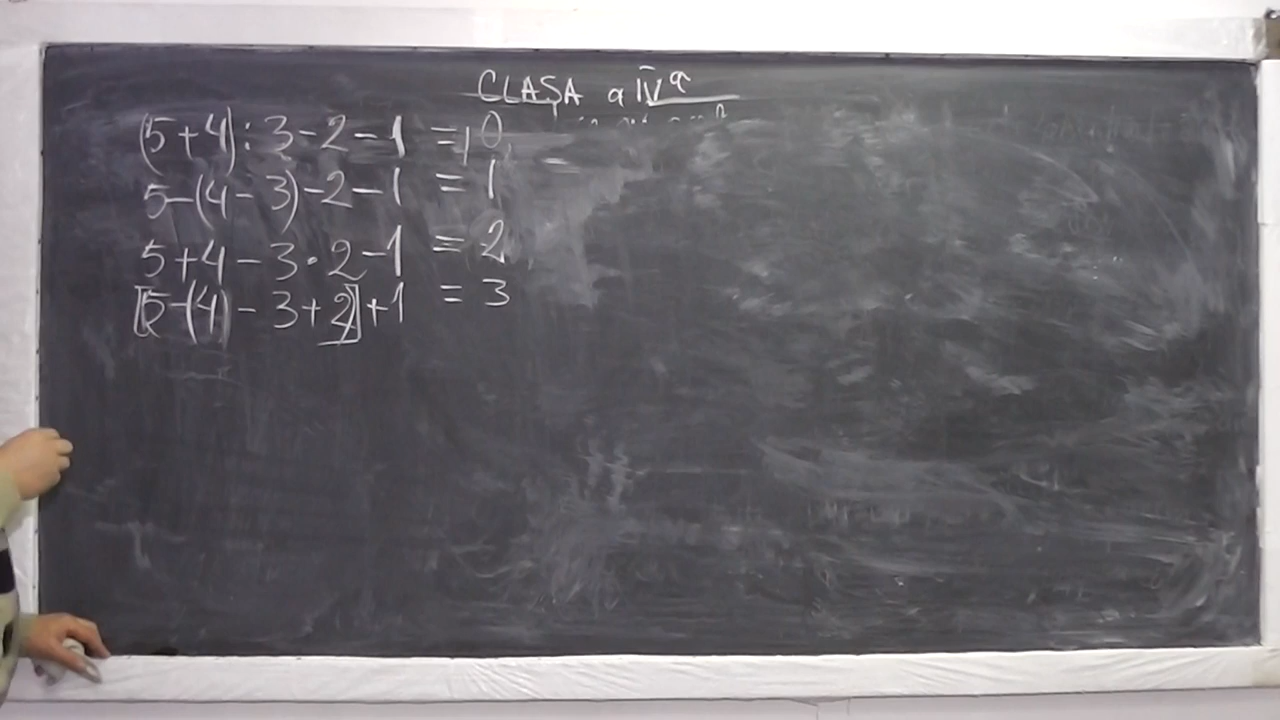 CLASA a IV a
(5+4):3-2-1 = 0
5-(4-3)-2-1 = 1
5+4-3·2-1 = 2
[5-(4)-3+2]+1 = 3